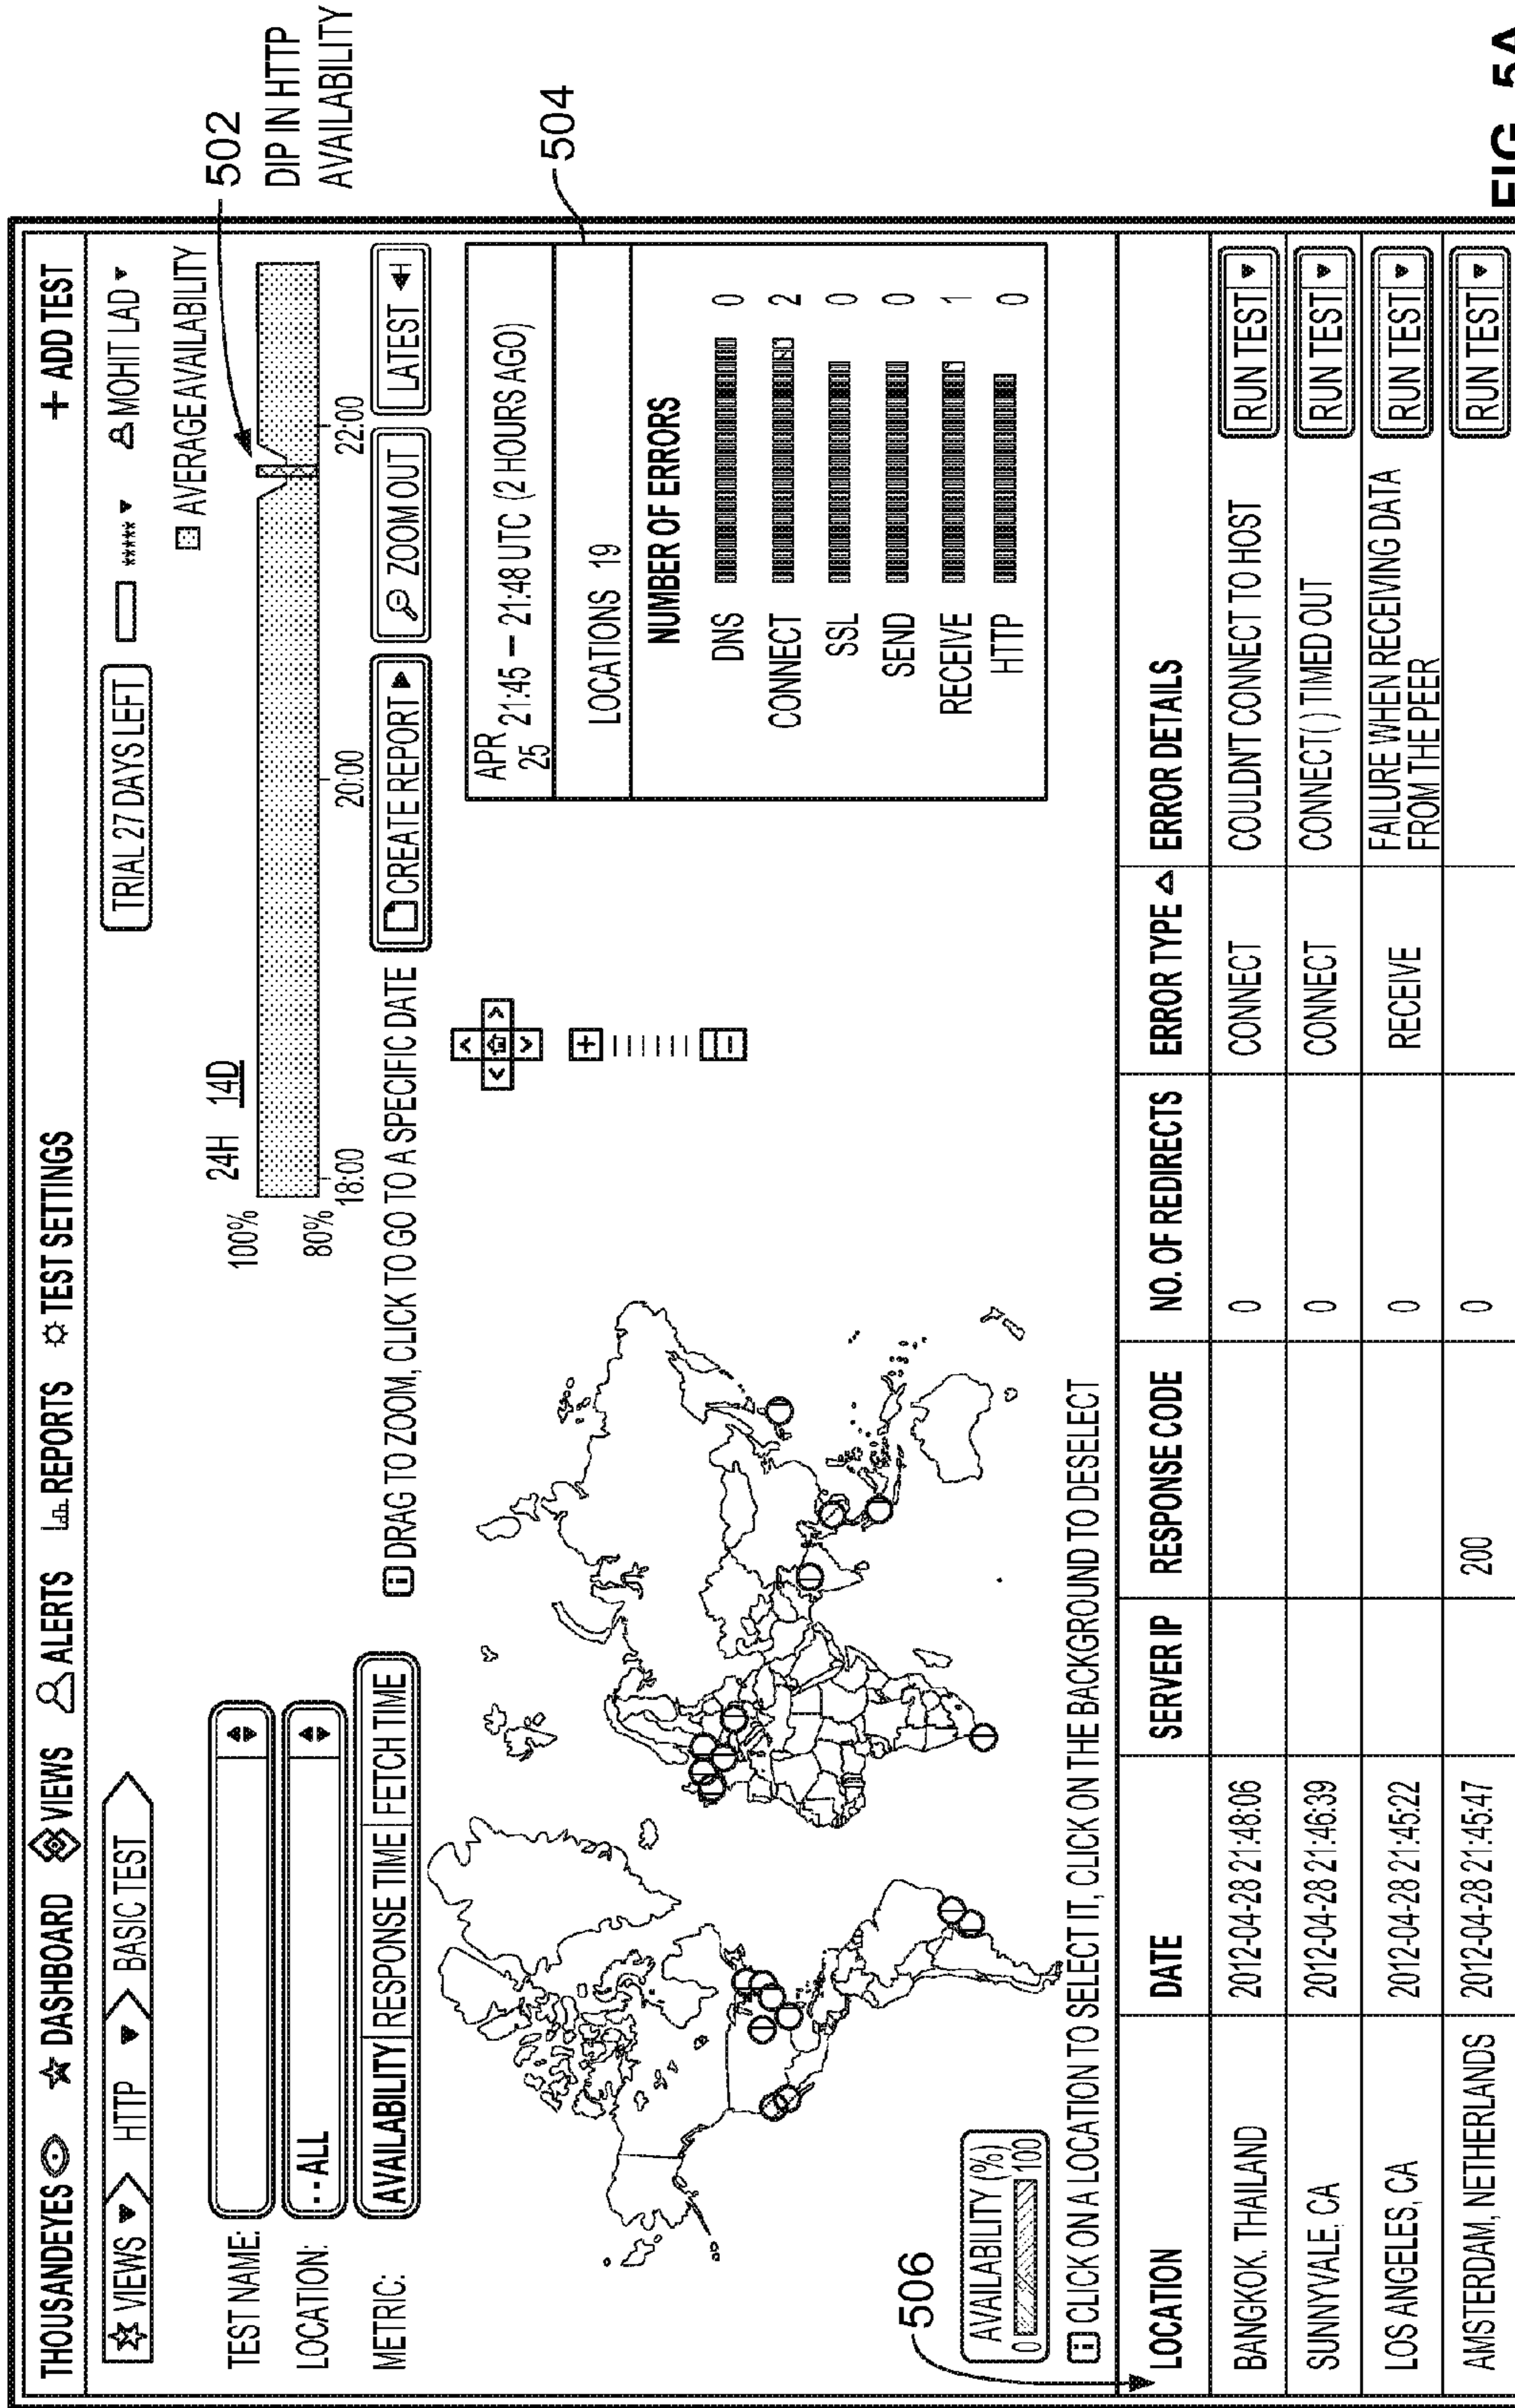 THOUSANDEYES DASHBOARD VIEWS ALERTS REPORTS TEST SETTINGS + ADD TEST
VIEWS HTTP BASIC TEST TRIAL 27 DAYS LEFT ***** MOHIT LAD
AVERAGE AVAILABILITY
502
DIP IN HTTP
AVAILABILITY
TEST NAME:
24H 14D
100%
80%
18:00 20:00 22:00
LOCATION: --ALL
METRIC: AVAILABILITY RESPONSE TIME FETCH TIME
i DRAG TO ZOOM, CLICK TO GO TO A SPECIFIC DATE CREATE REPORT ZOOM OUT LATEST
504
APR
25 21:45 – 21:48 UTC (2 HOURS AGO)
LOCATIONS 19
NUMBER OF ERRORS
DNS 0
CONNECT 2
SSL 0
SEND 0
RECEIVE 1
HTTP 0
< > + -
AVAILABILITY (%)
0 100
506
i CLICK ON A LOCATION TO SELECT IT, CLICK ON THE BACKGROUND TO DESELECT
LOCATION DATE SERVER IP RESPONSE CODE NO. OF REDIRECTS ERROR TYPE ERROR DETAILS
BANGKOK. THAILAND 2012-04-28 21:48:06 0 CONNECT COULDN'T CONNECT TO HOST RUN TEST
SUNNYVALE, CA 2012-04-28 21:46:39 0 CONNECT CONNECT( ) TIMED OUT RUN TEST
LOS ANGELES, CA 2012-04-28 21:45:22 0 RECEIVE FAILURE WHEN RECEIVING DATA
FROM THE PEER RUN TEST
AMSTERDAM, NETHERLANDS 2012-04-28 21:45:47 200 0 RUN TEST
FIG. 5A